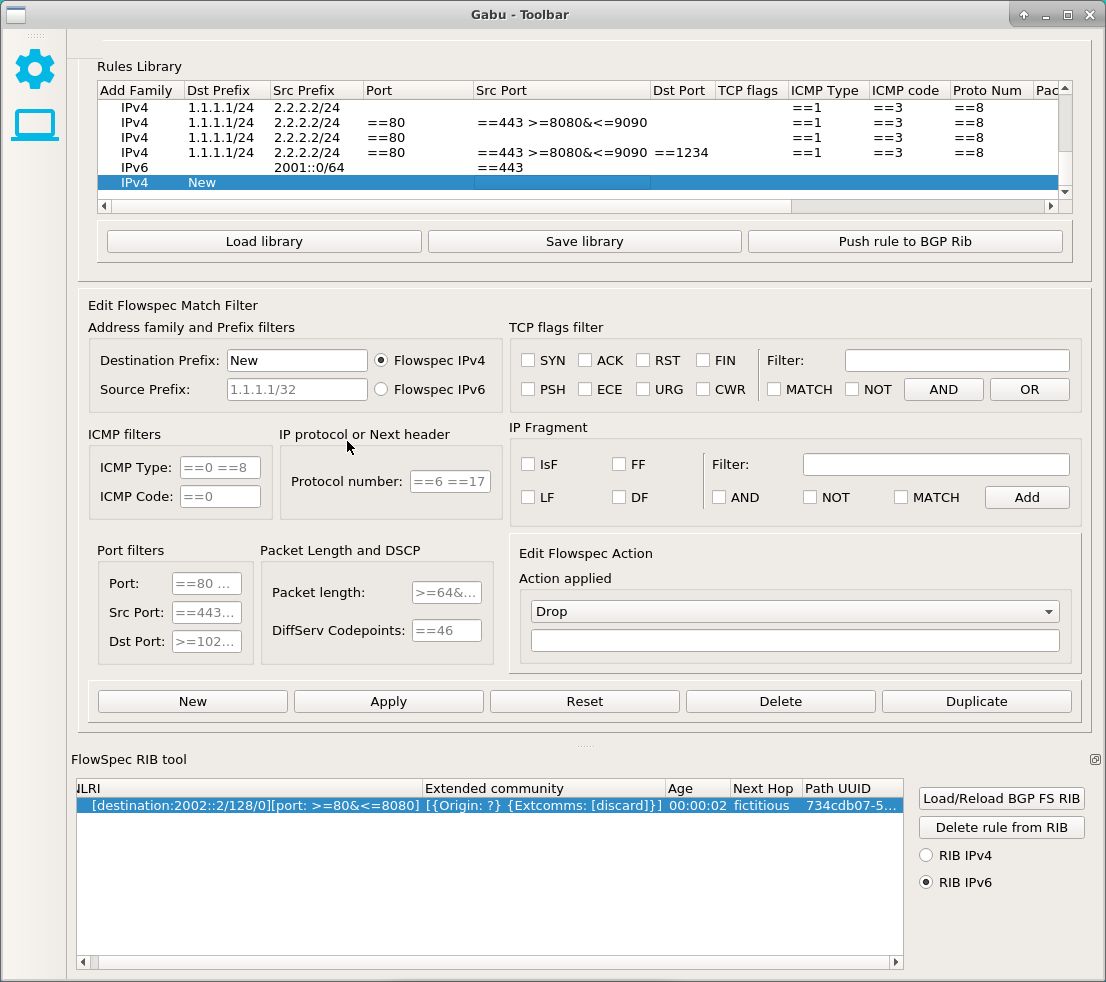 Gabu - Toolbar
Rules Library
Add Family Dst Prefix Src Prefix Port Src Port Dst Port TCP flags ICMP Type ICMP code Proto Num Pac
IPv4 1.1.1.1/24 2.2.2.2/24 ==1 ==3 ==8
IPv4 1.1.1.1/24 2.2.2.2/24 ==80 ==443 >=8080&<=9090 ==1 ==3 ==8
IPv4 1.1.1.1/24 2.2.2.2/24 ==80 ==1 ==3 ==8
IPv4 1.1.1.1/24 2.2.2.2/24 ==80 ==443 >=8080&<=9090 ==1234 ==1 ==3 ==8
IPv6 2001::0/64 ==443
IPv4 New
Load library Save library Push rule to BGP Rib
Edit Flowspec Match Filter
Address family and Prefix filters
Destination Prefix: New Flowspec IPv4
Source Prefix: 1.1.1.1/32 Flowspec IPv6
TCP flags filter
SYN ACK RST FIN Filter:
PSH ECE URG CWR MATCH NOT AND OR
ICMP filters
ICMP Type: ==0 ==8
ICMP Code: ==0
IP protocol or Next header
Protocol number: ==6 ==17
IP Fragment
IsF FF Filter:
LF DF AND NOT MATCH Add
Port filters
Port: ==80 ...
Src Port: ==443...
Dst Port: >=102...
Packet Length and DSCP
Packet length: >=64&...
DiffServ Codepoints: ==46
Edit Flowspec Action
Action applied
Drop
New Apply Reset Delete Duplicate
FlowSpec RIB tool
NLRI Extended community Age Next Hop Path UUID
[destination:2002::2/128/0][port: >=80&<=8080] [{Origin: ?} {Extcomms: [discard]}] 00:00:02 fictitious 734cdb07-5...
Load/Reload BGP FS RIB
Delete rule from RIB
RIB IPv4
RIB IPv6